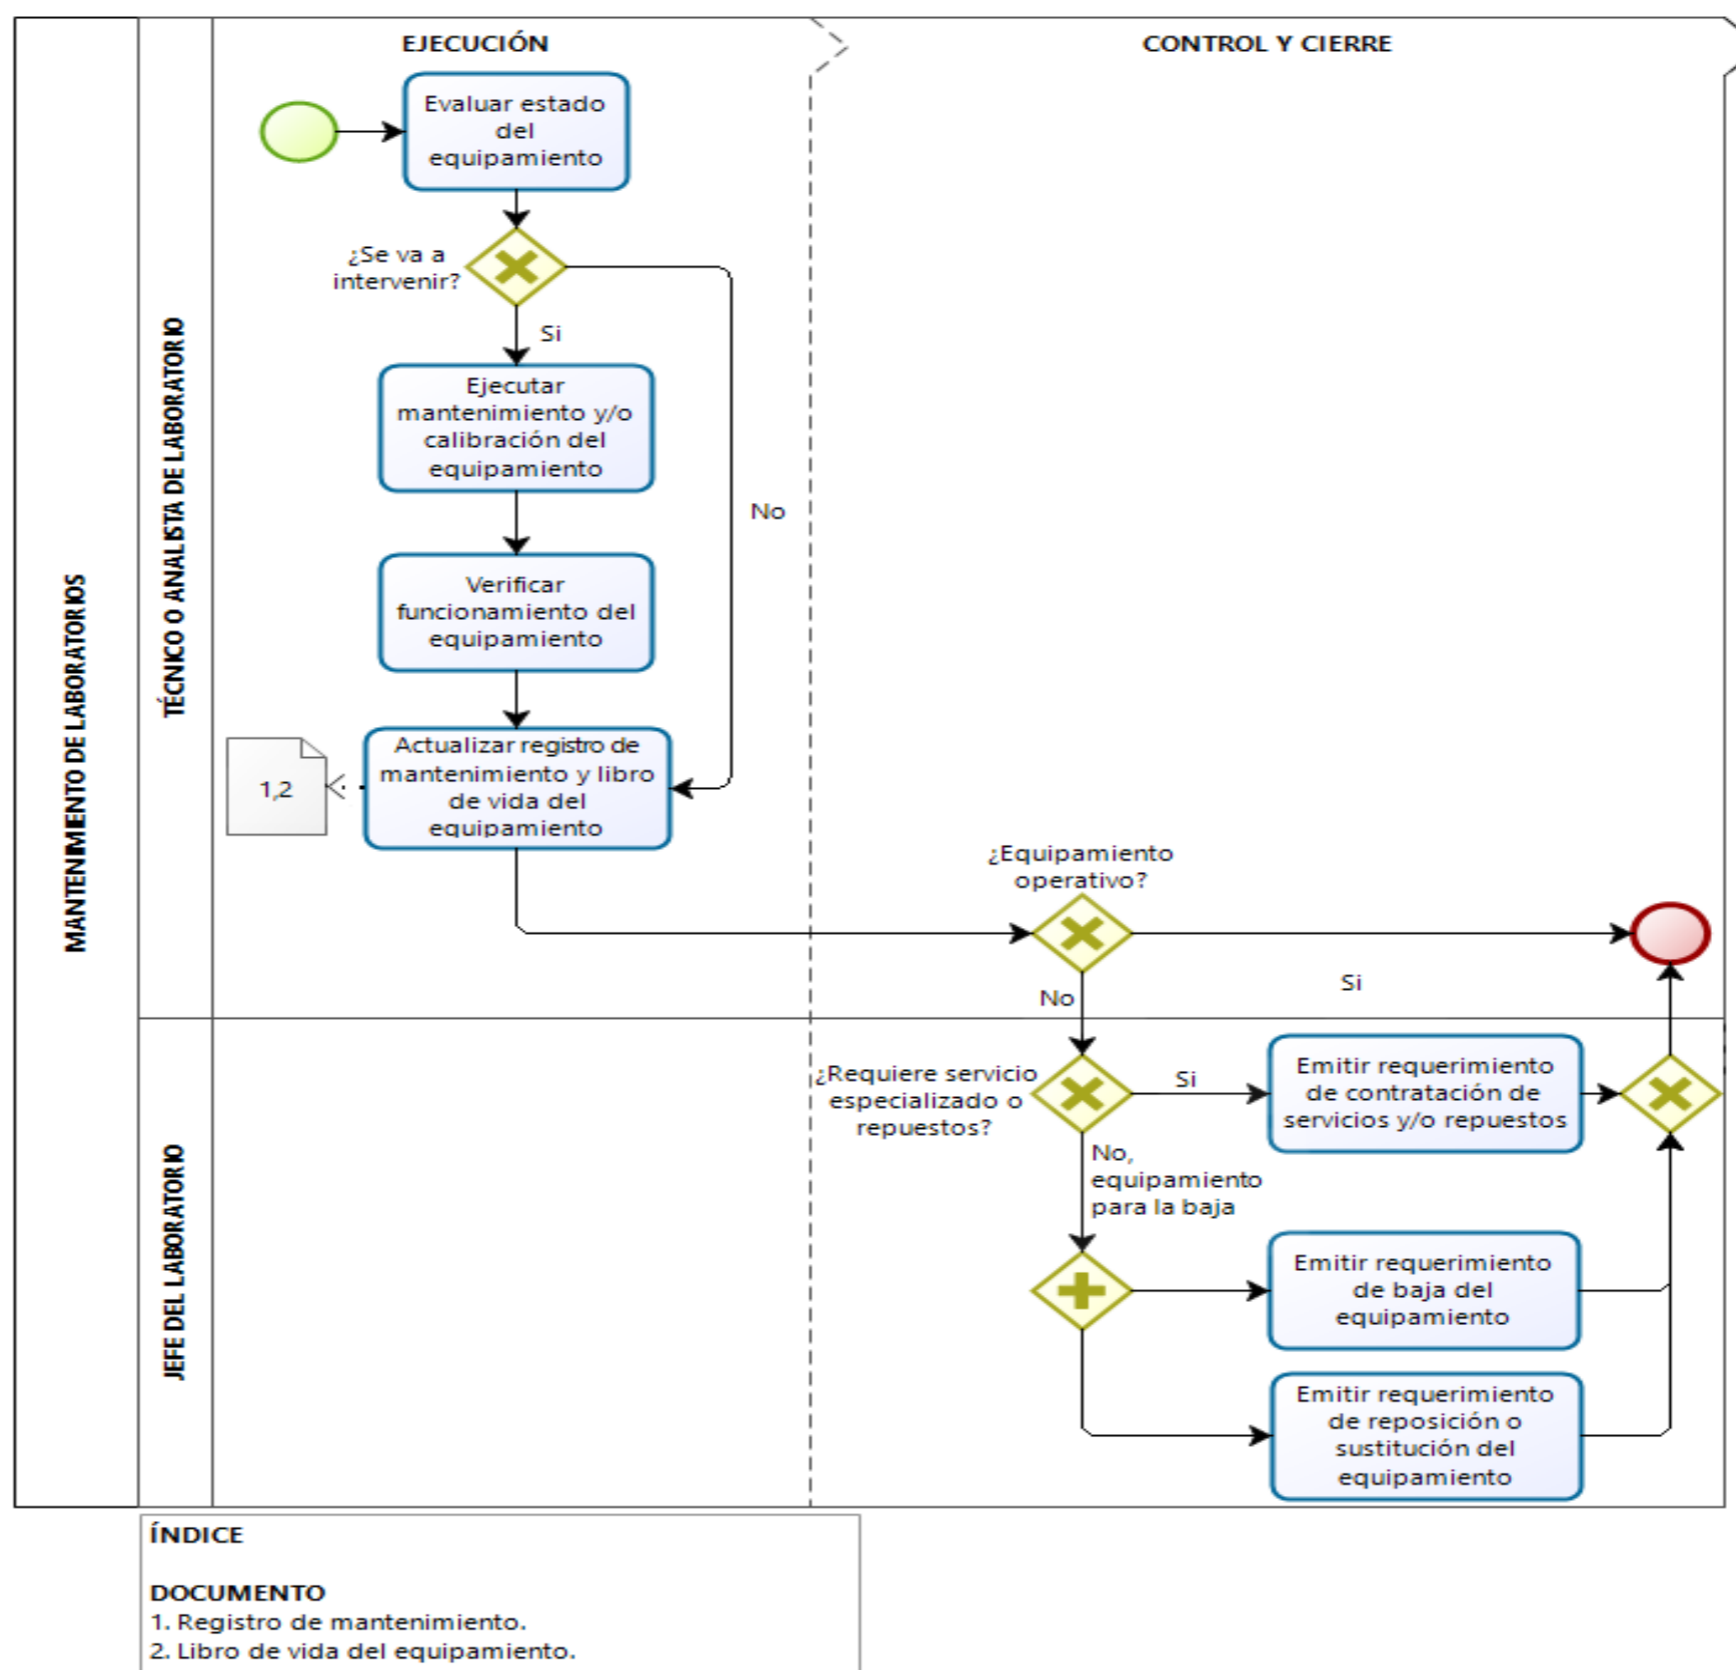 MANTENIMIENTO DE LABORATORIOS
TÉCNICO O ANALISTA DE LABORATORIO
EJECUCIÓN
CONTROL Y CIERRE
Evaluar estado
del
equipamiento
¿Se va a
intervenir?
Si
No
Ejecutar
mantenimiento y/o
calibración del
equipamiento
Verificar
funcionamiento del
equipamiento
Actualizar registro de
mantenimiento y libro
de vida del
equipamiento
1,2
¿Equipamiento
operativo?
Si
No
JEFE DEL LABORATORIO
¿Requiere servicio
especializado o
repuestos?
Si
Emitir requerimiento
de contratación de
servicios y/o repuestos
No,
equipamiento
para la baja
Emitir requerimiento
de baja del
equipamiento
Emitir requerimiento
de reposición o
sustitución del
equipamiento
ÍNDICE
DOCUMENTO
1. Registro de mantenimiento.
2. Libro de vida del equipamiento.